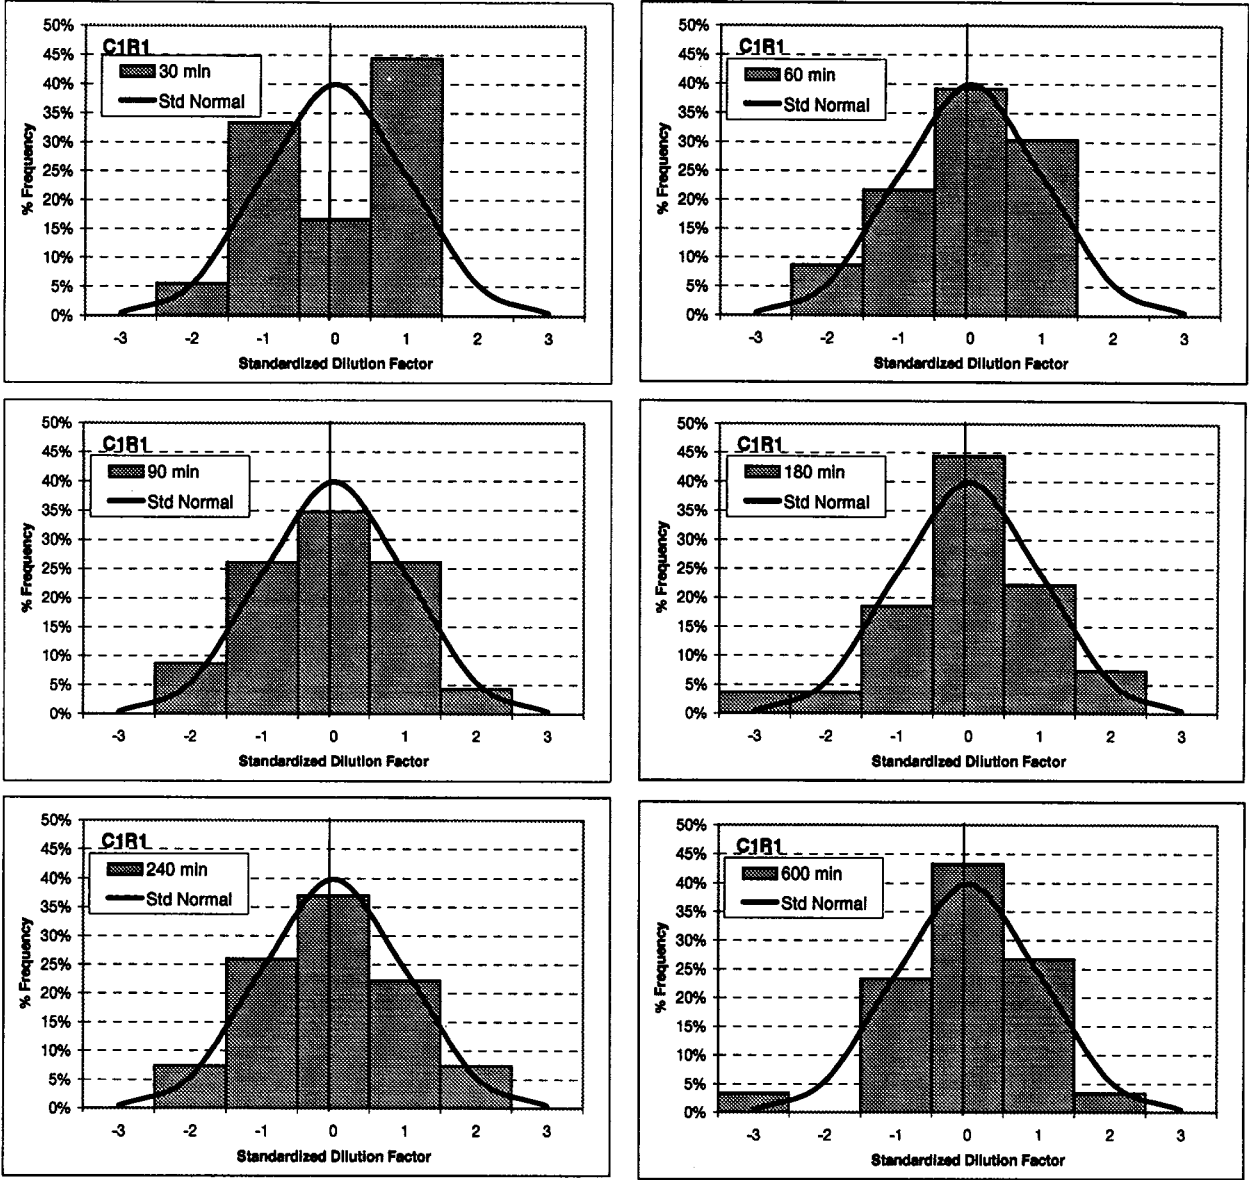 C1R1
30 min
Std Normal
% Frequency
50%
45%
40%
35%
30%
25%
20%
15%
10%
5%
0%
-3 -2 -1 0 1 2 3
Standardized Dilution Factor
C1R1
60 min
Std Normal
% Frequency
50%
45%
40%
35%
30%
25%
20%
15%
10%
5%
0%
-3 -2 -1 0 1 2 3
Standardized Dilution Factor
C1R1
90 min
Std Normal
% Frequency
50%
45%
40%
35%
30%
25%
20%
15%
10%
5%
0%
-3 -2 -1 0 1 2 3
Standardized Dilution Factor
C1R1
180 min
Std Normal
% Frequency
50%
45%
40%
35%
30%
25%
20%
15%
10%
5%
0%
-3 -2 -1 0 1 2 3
Standardized Dilution Factor
C1R1
240 min
Std Normal
% Frequency
50%
45%
40%
35%
30%
25%
20%
15%
10%
5%
0%
-3 -2 -1 0 1 2 3
Standardized Dilution Factor
C1R1
600 min
Std Normal
% Frequency
50%
45%
40%
35%
30%
25%
20%
15%
10%
5%
0%
-3 -2 -1 0 1 2 3
Standardized Dilution Factor